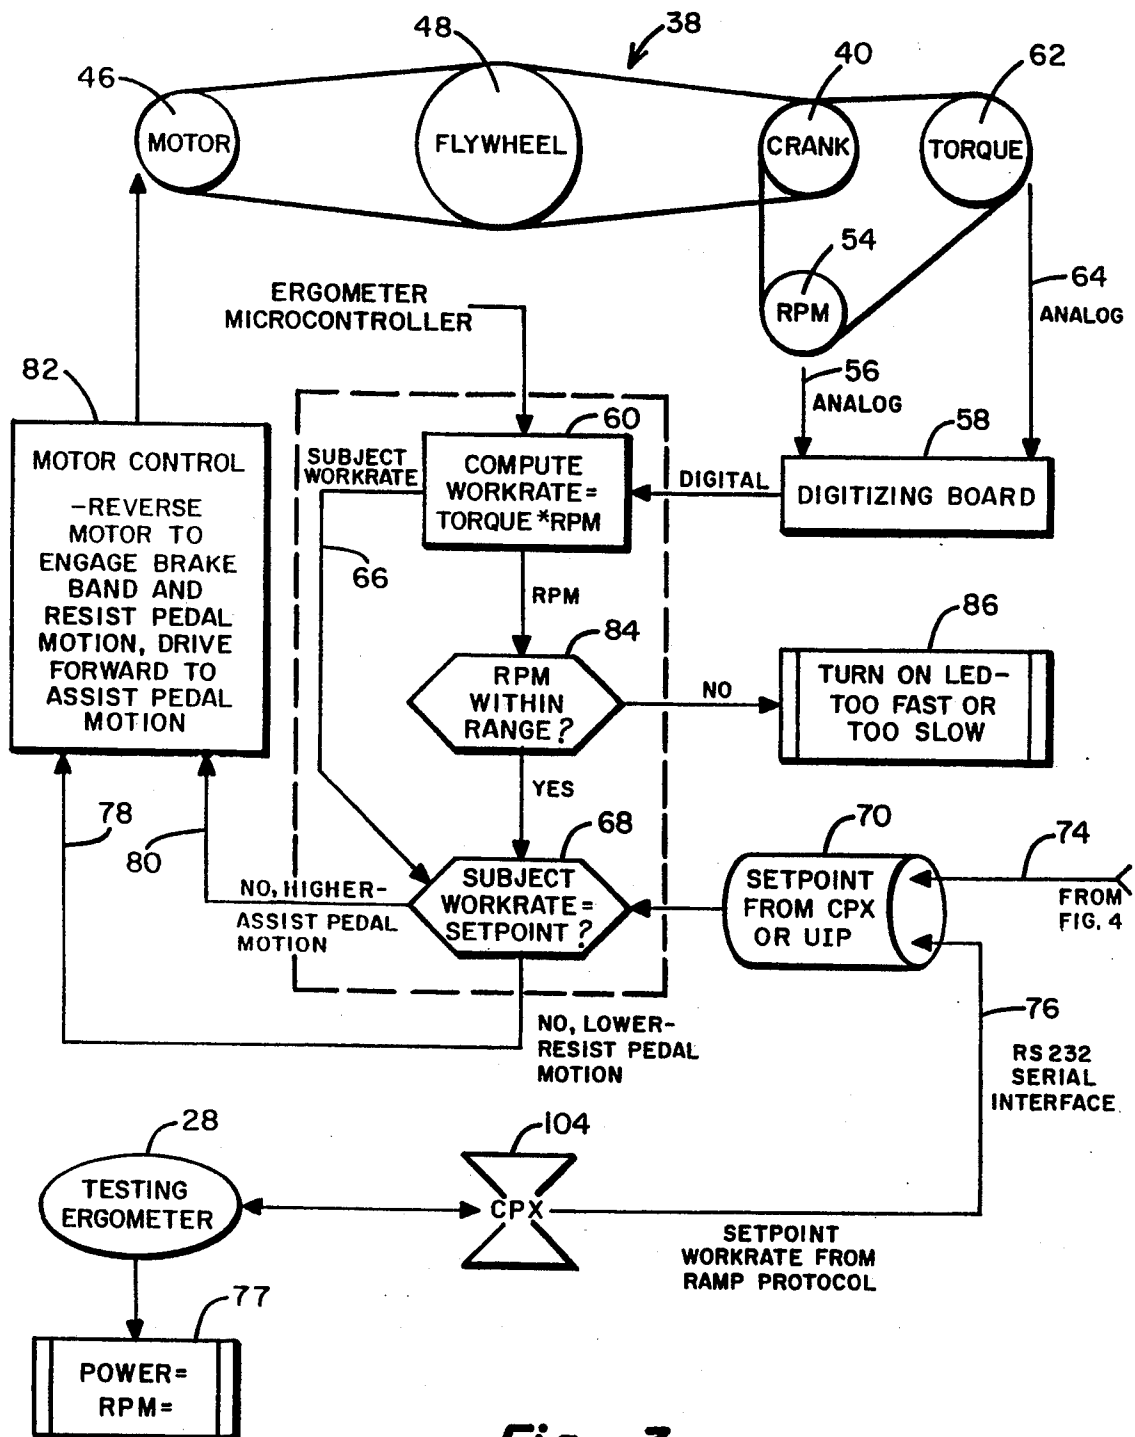 38
48
46
40
62
MOTOR
FLYWHEEL
CRANK
TORQUE
54
RPM
64
ANALOG
ERGOMETER
MICROCONTROLLER
56
ANALOG
82
MOTOR CONTROL
-REVERSE
MOTOR TO
ENGAGE BRAKE
BAND AND
RESIST PEDAL
MOTION, DRIVE
FORWARD TO
ASSIST PEDAL
MOTION
SUBJECT
WORKRATE
66
60
COMPUTE
WORKRATE=
TORQUE*RPM
DIGITAL
58
DIGITIZING BOARD
RPM
84
RPM
WITHIN
RANGE?
NO
86
TURN ON LED-
TOO FAST OR
TOO SLOW
YES
78
80
NO, HIGHER-
ASSIST PEDAL
MOTION
68
SUBJECT
WORKRATE=
SETPOINT?
70
SETPOINT
FROM CPX
OR UIP
74
FROM
FIG. 4
NO, LOWER-
RESIST PEDAL
MOTION
76
RS232
SERIAL
INTERFACE
28
TESTING
ERGOMETER
104
CPX
SETPOINT
WORKRATE FROM
RAMP PROTOCOL
77
POWER=
RPM=